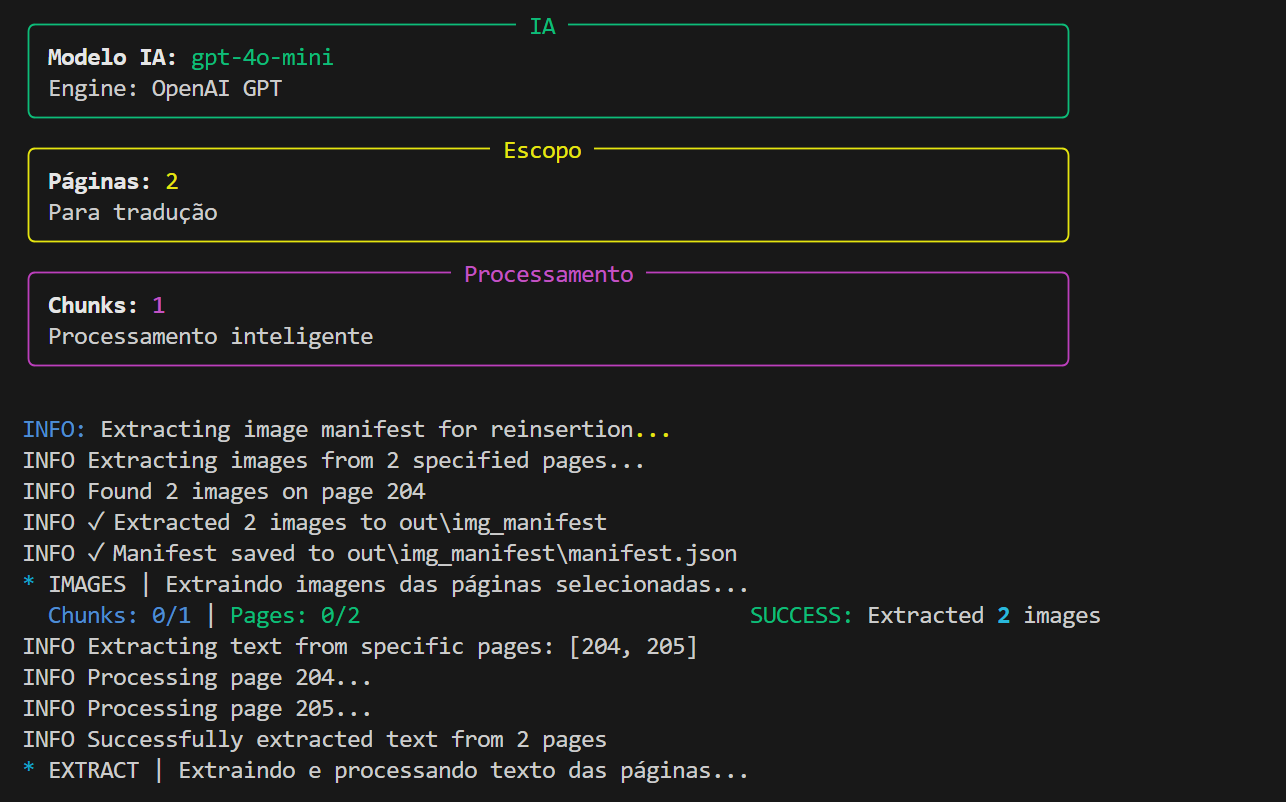 IA
Modelo IA: gpt-4o-mini
Engine: OpenAI GPT
Escopo
Páginas: 2
Para tradução
Processamento
Chunks: 1
Processamento inteligente
INFO: Extracting image manifest for reinsertion...
INFO Extracting images from 2 specified pages...
INFO Found 2 images on page 204
INFO ✓ Extracted 2 images to out\img_manifest
INFO ✓ Manifest saved to out\img_manifest\manifest.json
* IMAGES | Extraindo imagens das páginas selecionadas...
Chunks: 0/1 | Pages: 0/2 SUCCESS: Extracted 2 images
INFO Extracting text from specific pages: [204, 205]
INFO Processing page 204...
INFO Processing page 205...
INFO Successfully extracted text from 2 pages
* EXTRACT | Extraindo e processando texto das páginas...